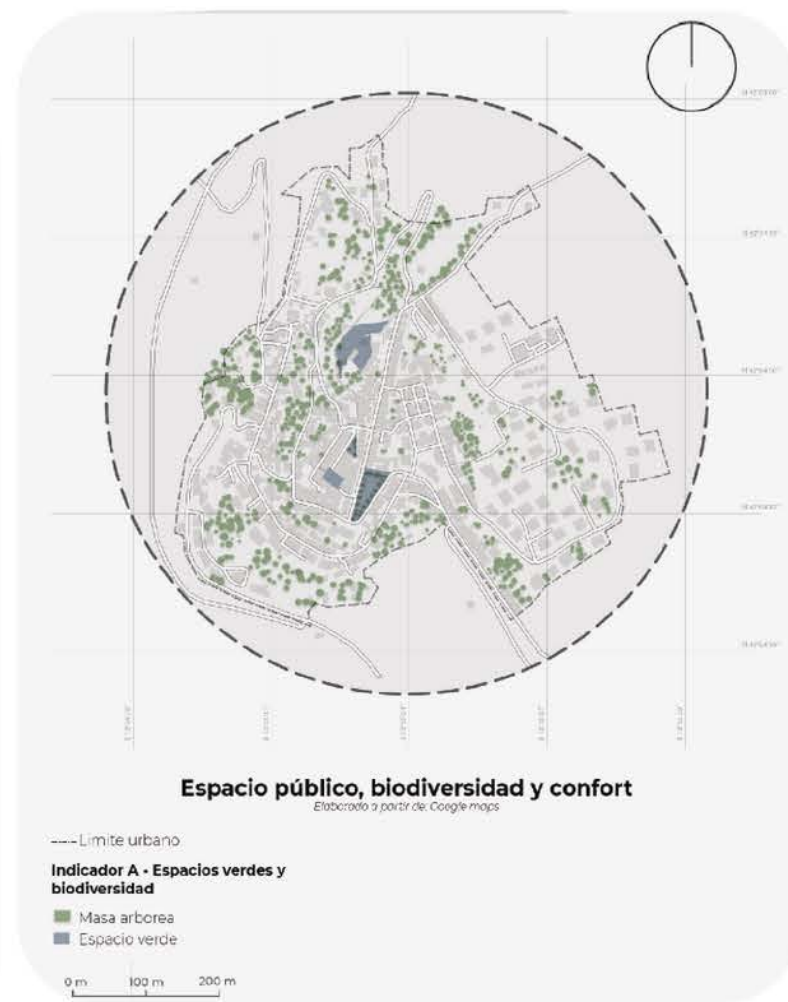 Espacio público, biodiversidad y confort
Elaborado a partir de: Google maps
Limite urbano
Indicador A · Espacios verdes y
biodiversidad
Masa arborea
Espacio verde
0 m 100 m 200 m